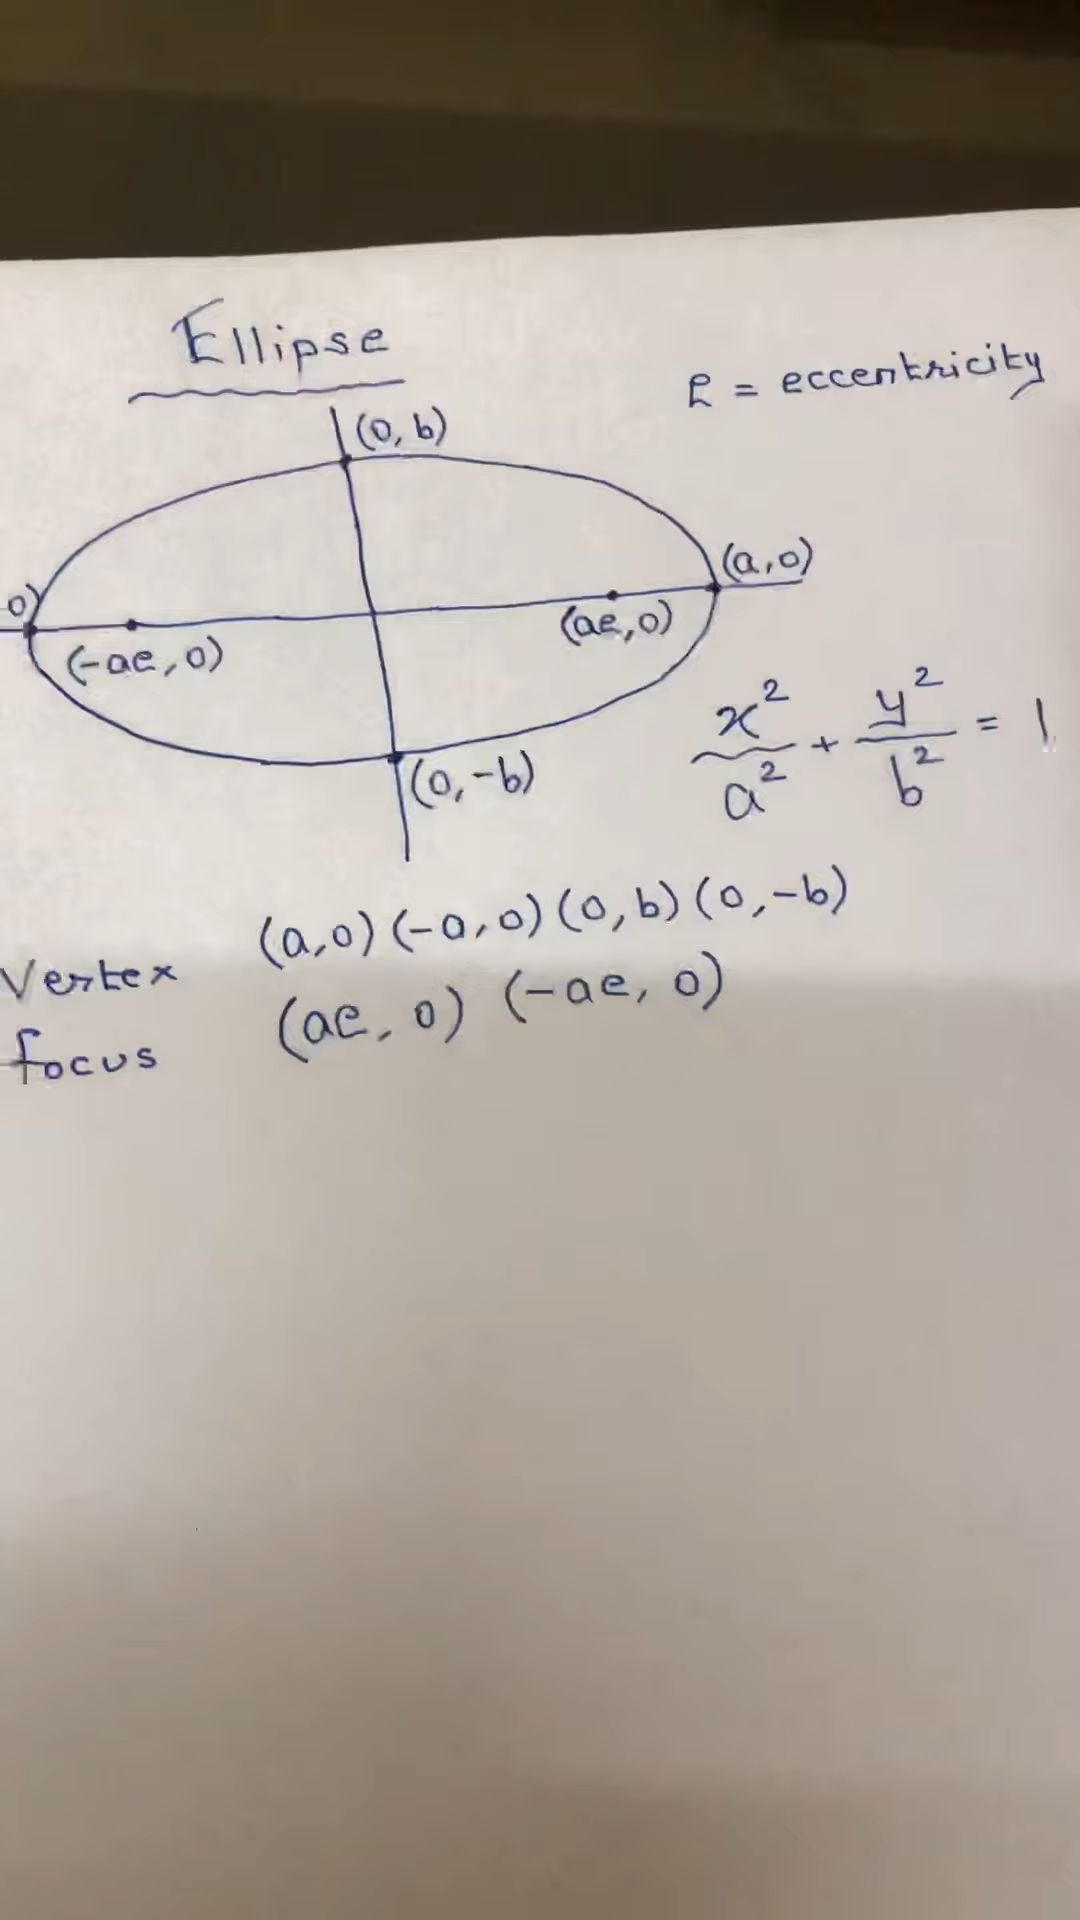 Ellipse
e = eccentricity
(0, b)
(a, 0)
0)
(ae, 0)
(-ae, 0)
x²/a² + y²/b² = 1
(0, -b)
Vertex (a, 0) (-a, 0) (0, b) (0, -b)
focus (ae, 0) (-ae, 0)